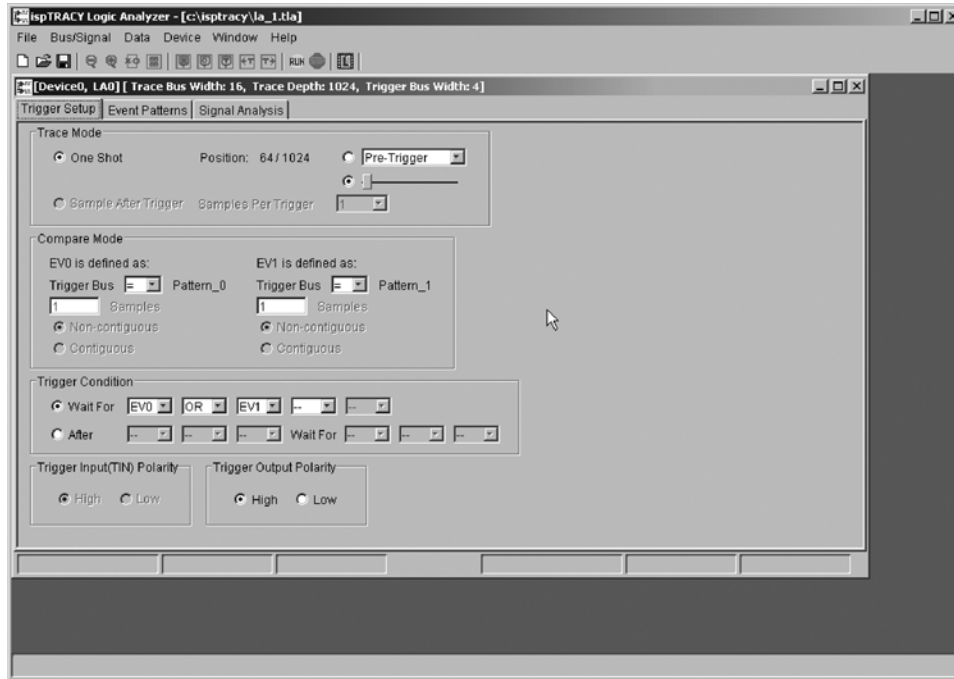 ispTRACY Logic Analyzer - [c:\isptracy\la_1.tla]
File Bus/Signal Data Device Window Help
RUN
[Device0, LA0] [ Trace Bus Width: 16, Trace Depth: 1024, Trigger Bus Width: 4]
Trigger Setup Event Patterns Signal Analysis
Trace Mode
One Shot Position: 64 / 1024 Pre-Trigger
Sample After Trigger Samples Per Trigger 1
Compare Mode
EV0 is defined as: EV1 is defined as:
Trigger Bus = Pattern_0 Trigger Bus = Pattern_1
1 Samples 1 Samples
Non-contiguous Non-contiguous
Contiguous Contiguous
Trigger Condition
Wait For EV0 OR EV1 -- --
After -- -- -- Wait For -- -- --
Trigger Input(TIN) Polarity Trigger Output Polarity
High Low High Low